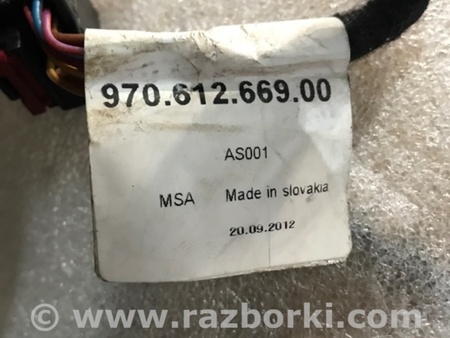 970.612.669.00
AS001
MSA Made in slovakia
20.09.2012
© www.razborki.com